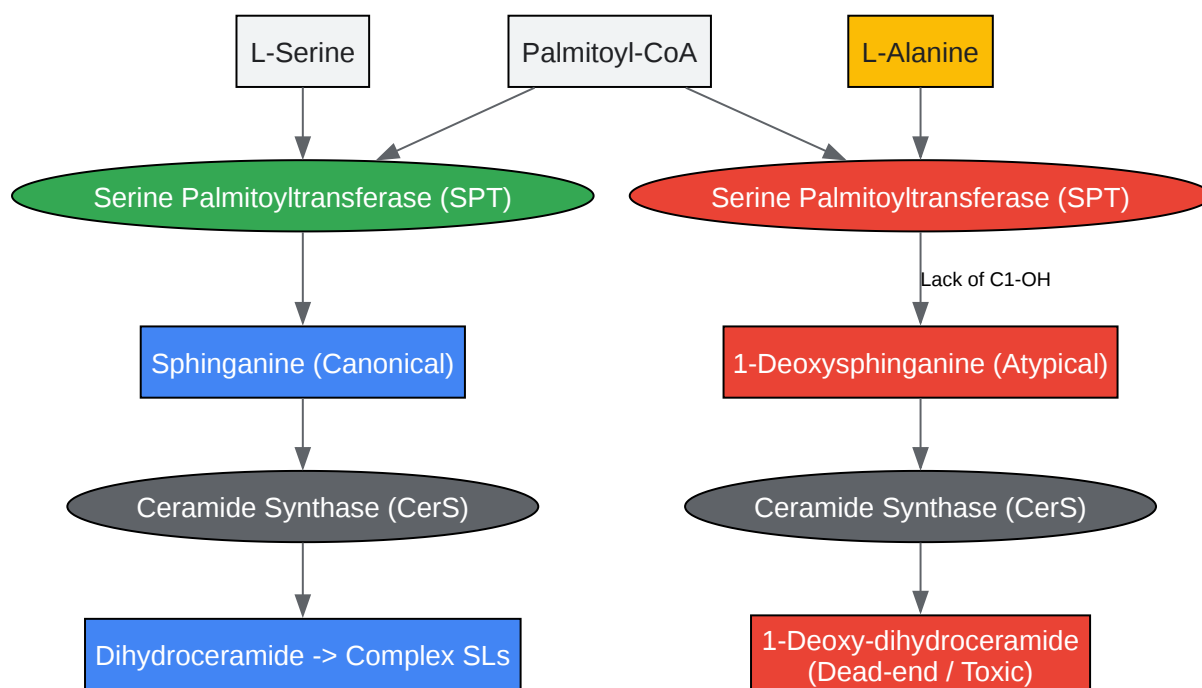 L-Serine
Palmitoyl-CoA
L-Alanine
Serine Palmitoyltransferase (SPT)
Serine Palmitoyltransferase (SPT)
Lack of C1-OH
Sphinganine (Canonical)
1-Deoxysphinganine (Atypical)
Ceramide Synthase (CerS)
Ceramide Synthase (CerS)
Dihydroceramide -> Complex SLs
1-Deoxy-dihydroceramide
(Dead-end / Toxic)